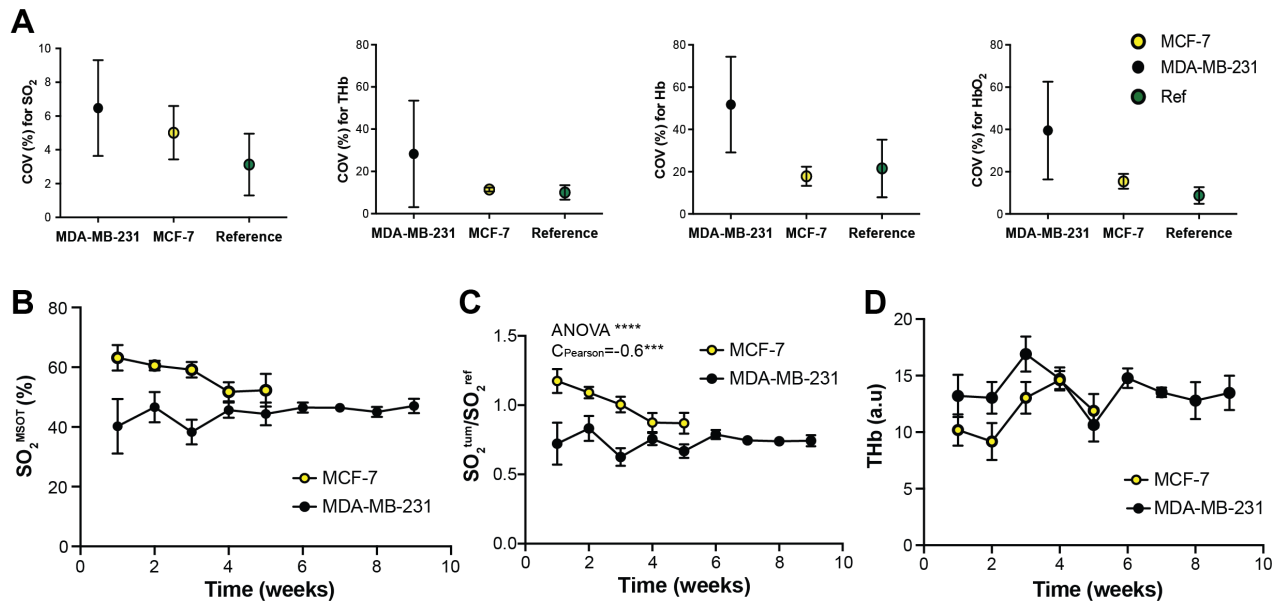 A
COV (%) for SO2
10
8
6
4
2
0
MDA-MB-231 MCF-7 Reference
COV (%) for THb
80
60
40
20
0
MDA-MB-231 MCF-7 Reference
COV (%) for Hb
80
60
40
20
0
MDA-MB-231 MCF-7 Reference
COV (%) for HbO2
80
60
40
20
0
MDA-MB-231 MCF-7 Reference
MCF-7
MDA-MB-231
Ref
B
SO2MSOT (%)
80
60
40
20
0
MCF-7
MDA-MB-231
0 2 4 6 8 10
Time (weeks)
C
SO2tum/SO2ref
1.5
1.0
0.5
0.0
ANOVA ****
CPearson=-0.6***
MCF-7
MDA-MB-231
0 2 4 6 8 10
Time (weeks)
D
THb (a.u)
20
15
10
5
0
MCF-7
MDA-MB-231
0 2 4 6 8 10
Time (weeks)